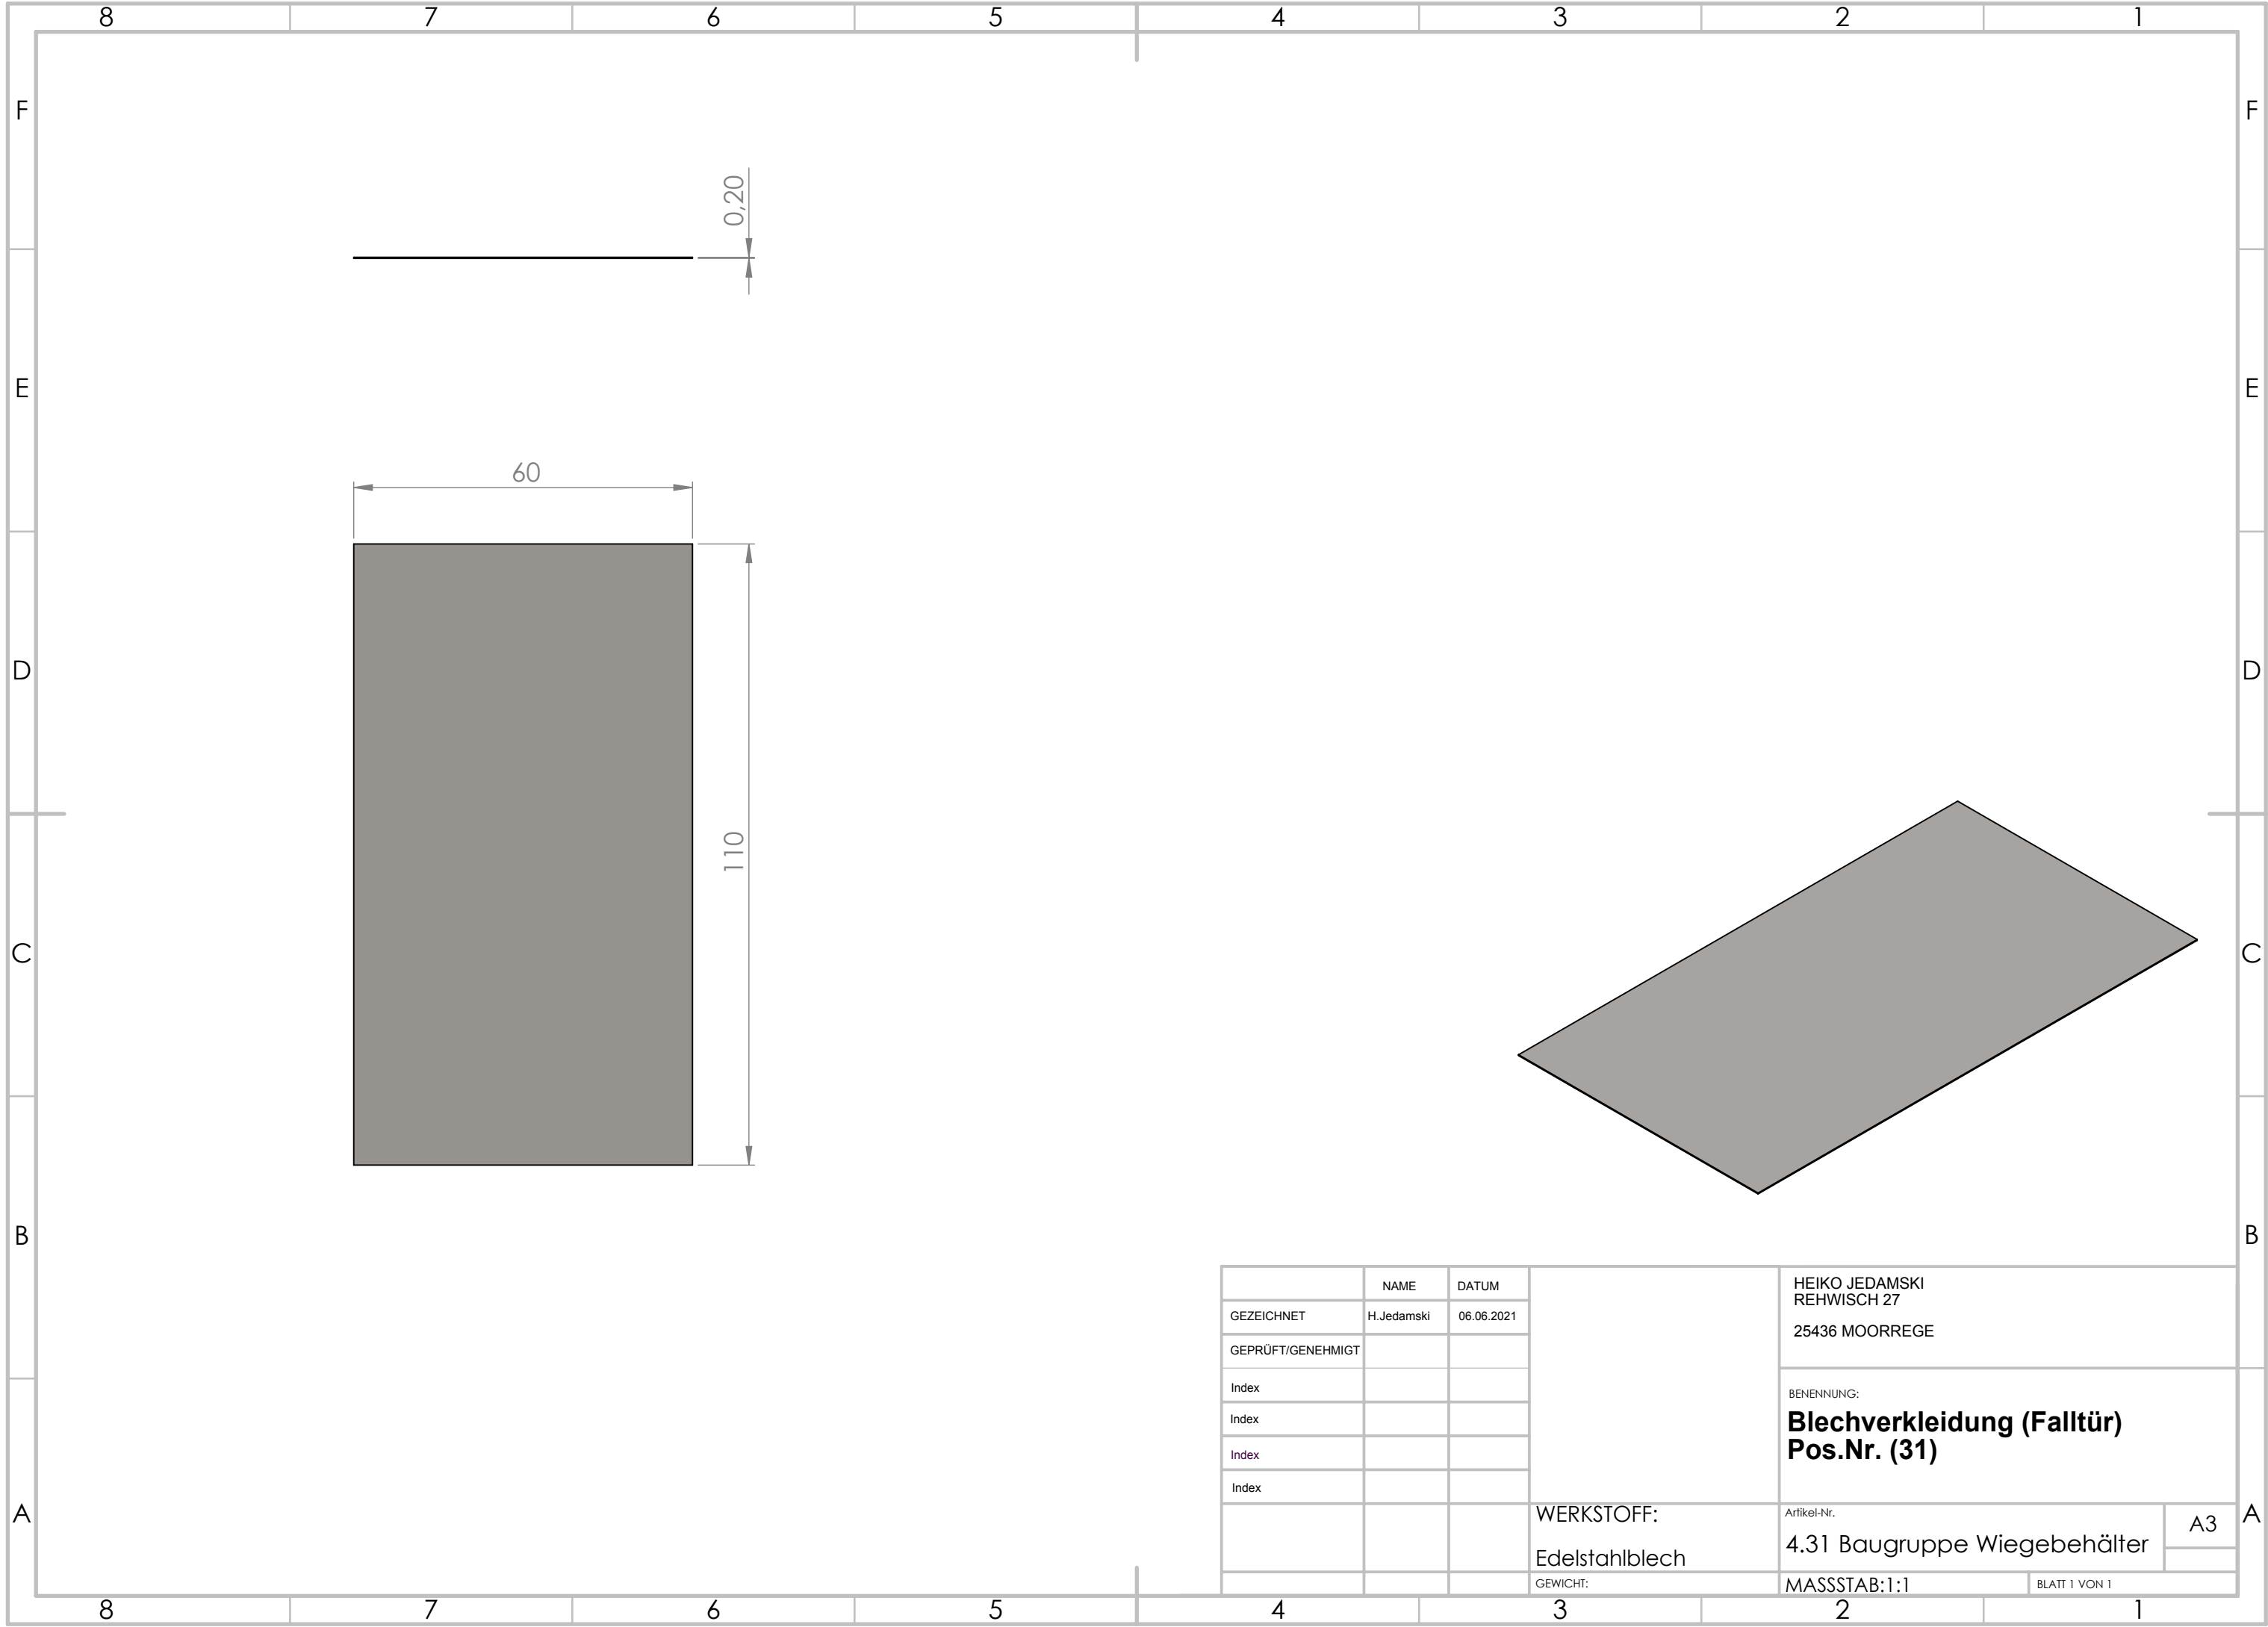 8 7 6 5 4 3 2 1
F F
0,20
E E
60
D D
110
C C
B B
NAME DATUM
GEZEICHNET H.Jedamski 06.06.2021
GEPRÜFT/GENEHMIGT
Index
Index
Index
Index
HEIKO JEDAMSKI
REHWISCH 27
25436 MOORREGE
BENENNUNG:
Blechverkleidung (Falltür)
Pos.Nr. (31)
A A
WERKSTOFF:
Edelstahlblech
GEWICHT:
Artikel-Nr.
4.31 Baugruppe Wiegebehälter
A3
MASSSTAB:1:1
BLATT 1 VON 1
8 7 6 5 4 3 2 1